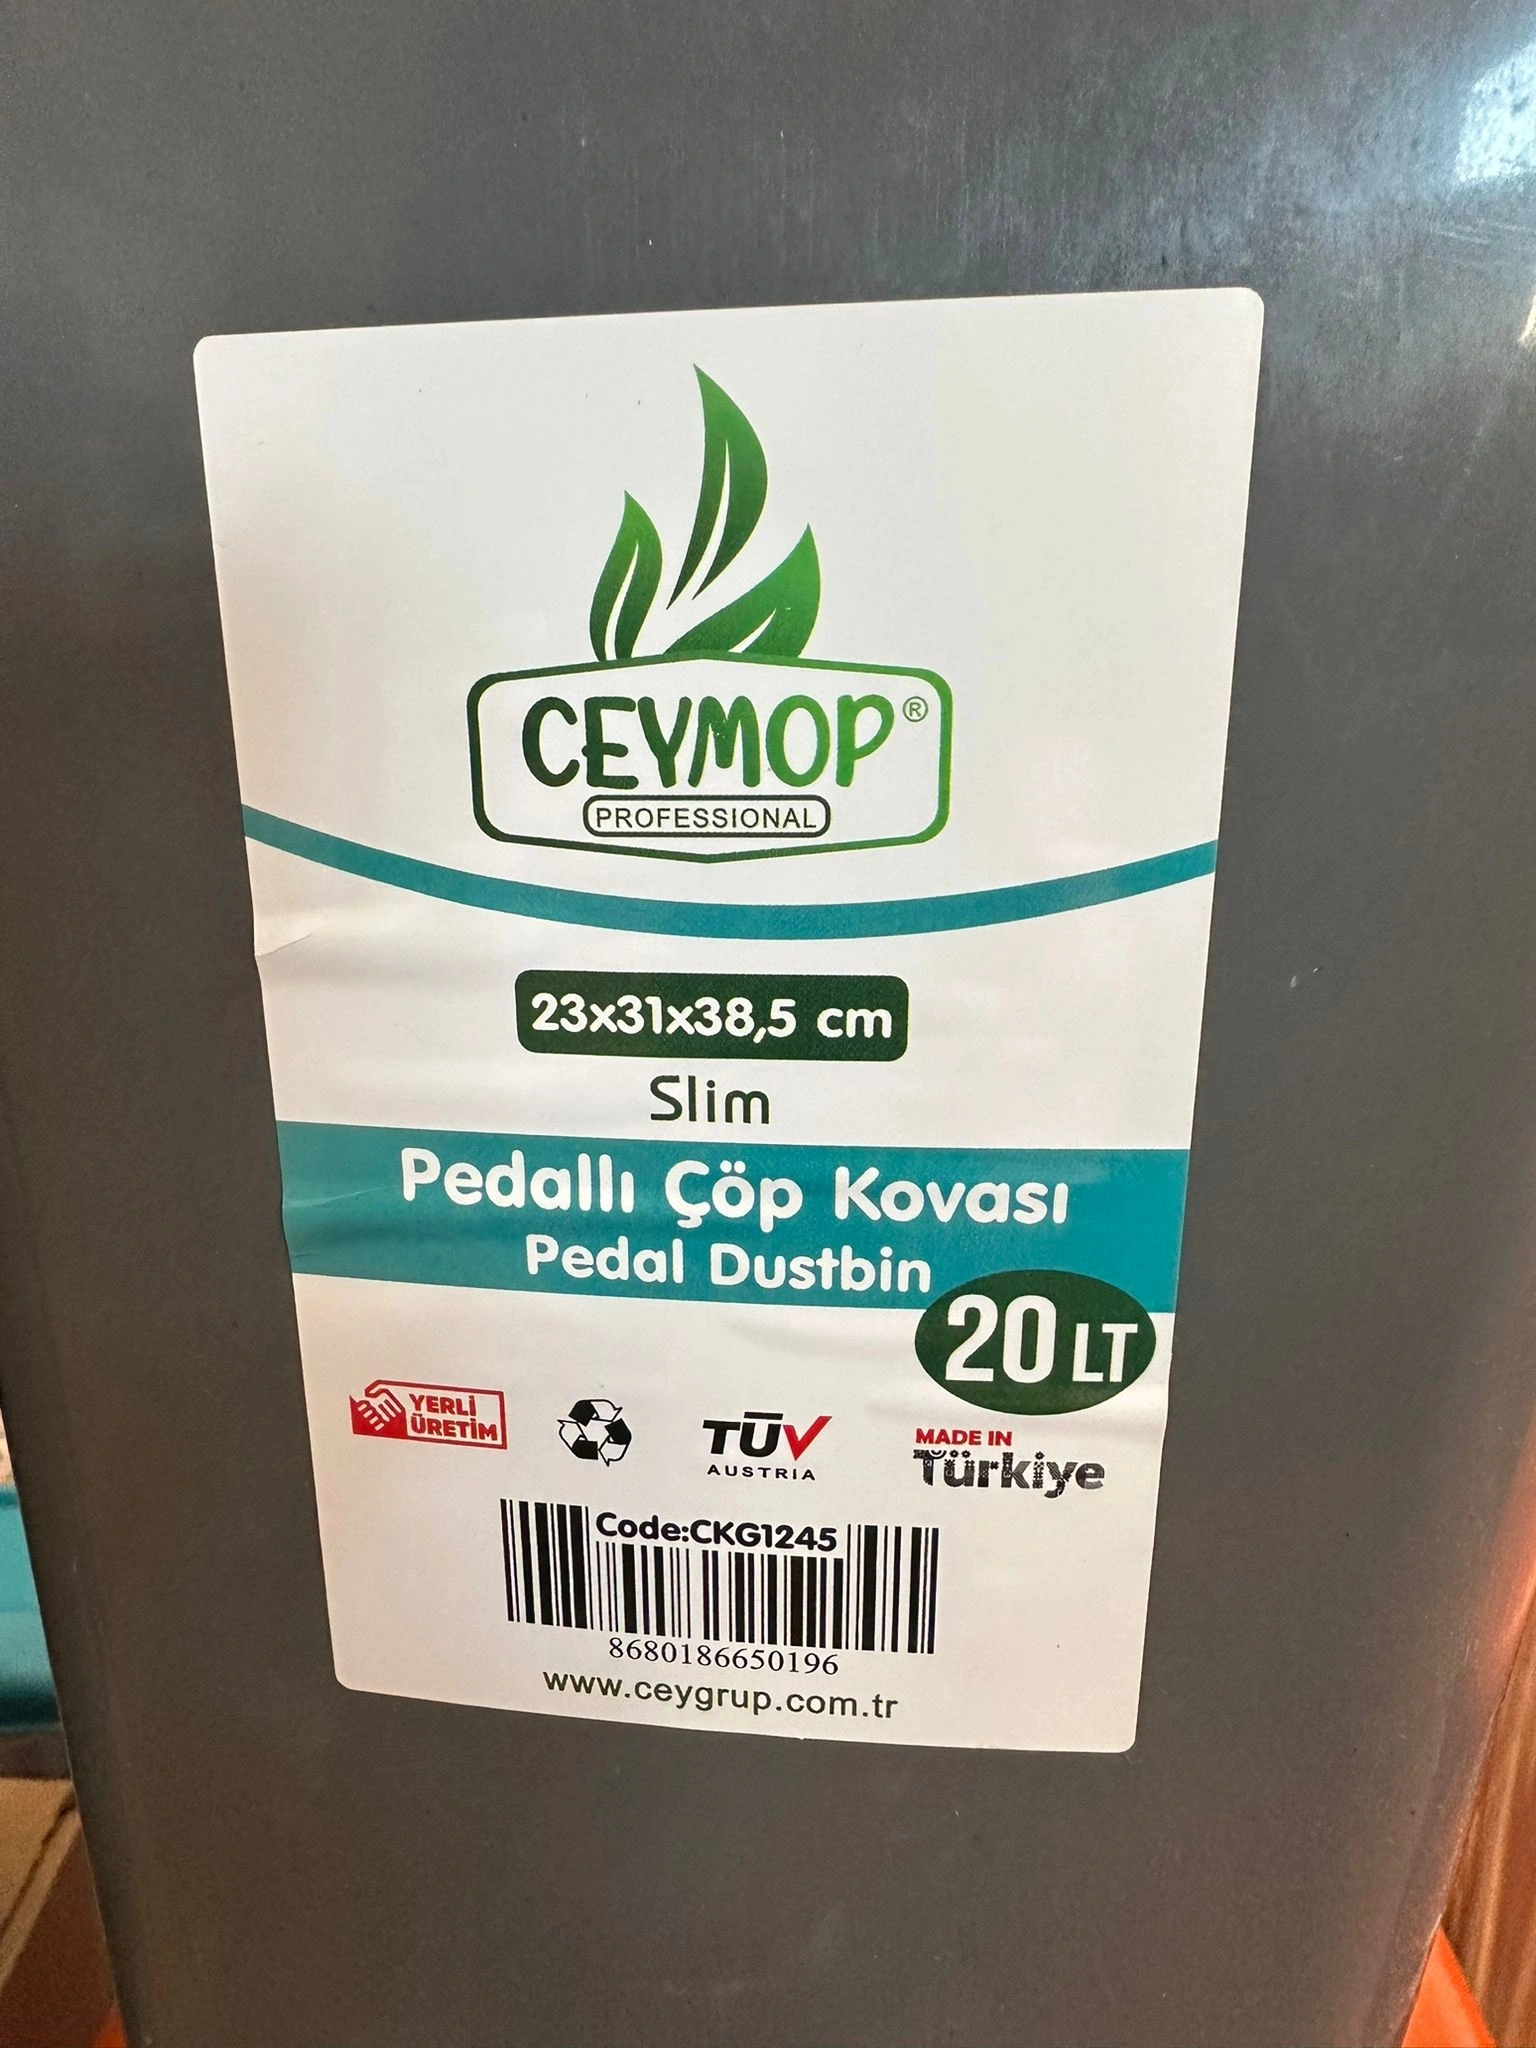 CEYMOP®
PROFESSIONAL
23x31x38,5 cm
Slim
Pedallı Çöp Kovası
Pedal Dustbin
20 LT
YERLİ
ÜRETİM
TÜV
AUSTRIA
MADE IN
Türkiye
Code:CKG1245
8680186650196
www.ceygrup.com.tr